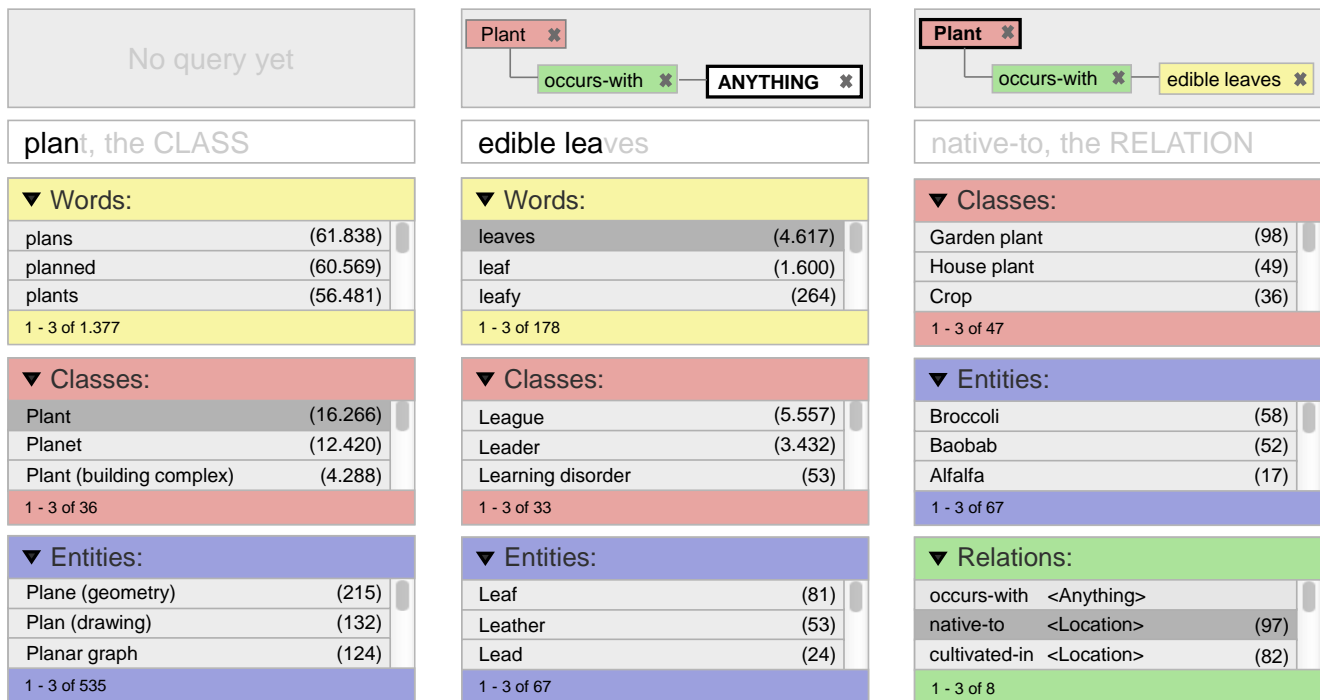 No query yet
plant, the CLASS
Words:
plans (61.838)
planned (60.569)
plants (56.481)
1 - 3 of 1.377
Classes:
Plant (16.266)
Planet (12.420)
Plant (building complex) (4.288)
1 - 3 of 36
Entities:
Plane (geometry) (215)
Plan (drawing) (132)
Planar graph (124)
1 - 3 of 535
Plant
occurs-with ANYTHING
edible leaves
Words:
leaves (4.617)
leaf (1.600)
leafy (264)
1 - 3 of 178
Classes:
League (5.557)
Leader (3.432)
Learning disorder (53)
1 - 3 of 33
Entities:
Leaf (81)
Leather (53)
Lead (24)
1 - 3 of 67
Plant
occurs-with edible leaves
native-to, the RELATION
Classes:
Garden plant (98)
House plant (49)
Crop (36)
1 - 3 of 47
Entities:
Broccoli (58)
Baobab (52)
Alfalfa (17)
1 - 3 of 67
Relations:
occurs-with <Anything>
native-to <Location> (97)
cultivated-in <Location> (82)
1 - 3 of 8